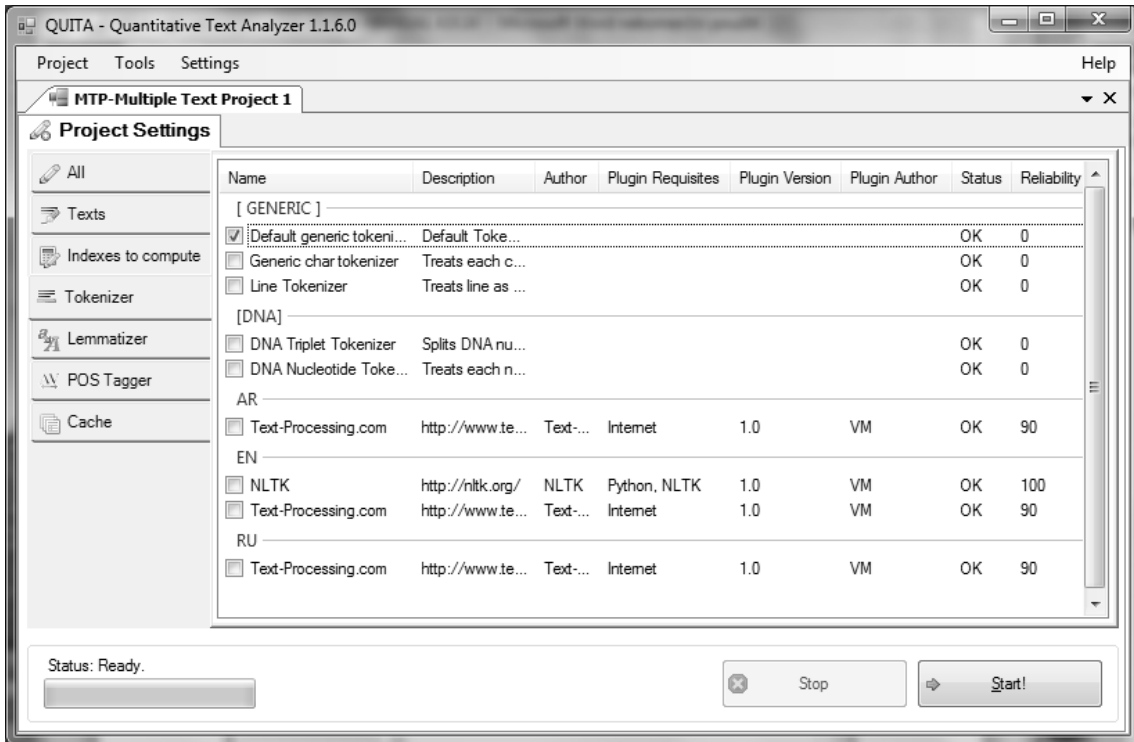 QUITA - Quantitative Text Analyzer 1.1.6.0
Project Tools Settings Help
MTP-Multiple Text Project 1
Project Settings
All
Texts
Indexes to compute
Tokenizer
Lemmatizer
POS Tagger
Cache
Name Description Author Plugin Requisites Plugin Version Plugin Author Status Reliability
[ GENERIC ]
Default generic tokeni... Default Toke... OK 0
Generic char tokenizer Treats each c... OK 0
Line Tokenizer Treats line as ... OK 0
[DNA]
DNA Triplet Tokenizer Splits DNA nu... OK 0
DNA Nucleotide Toke... Treats each n... OK 0
AR
Text-Processing.com http://www.te... Text-... Internet 1.0 VM OK 90
EN
NLTK http://nltk.org/ NLTK Python, NLTK 1.0 VM OK 100
Text-Processing.com http://www.te... Text-... Internet 1.0 VM OK 90
RU
Text-Processing.com http://www.te... Text-... Internet 1.0 VM OK 90
Status: Ready.
Stop Start!